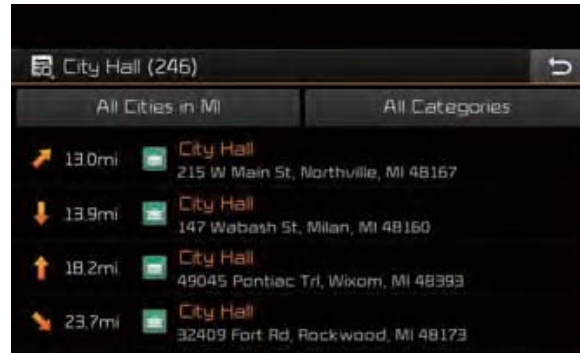 City Hall (246)
All Cities in MI
All Categories
13.0mi
City Hall
215 W Main St, Northville, MI 48167
13.9mi
City Hall
147 Wabash St, Milan, MI 48160
18.2mi
City Hall
49045 Pontiac Trl, Wixom, MI 48393
23.7mi
City Hall
32409 Fort Rd, Rockwood, MI 48173